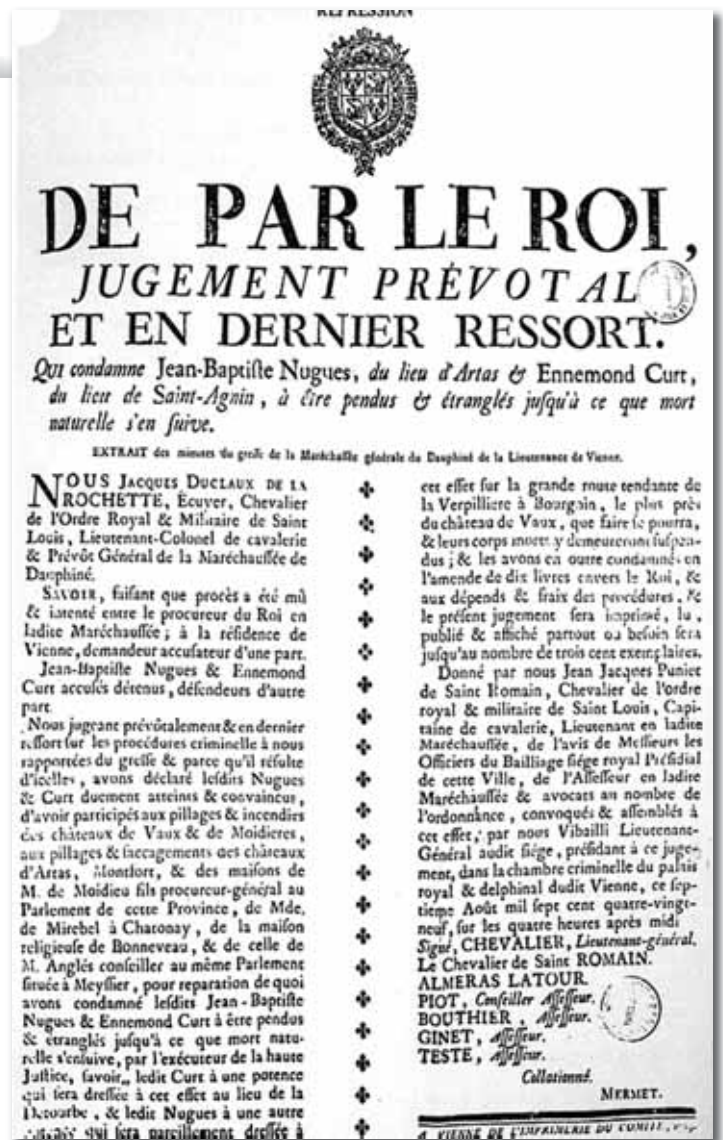 RÉPRESSION
DE PAR LE ROI,
JUGEMENT PRÉVOTAL
ET EN DERNIER RESSORT.
QUI condamne Jean-Baptiſte Nugues, du lieu d'Artas & Ennemond Curt,
du lieu de Saint-Agnin, à être pendus & étranglés juſqu'à ce que mort
naturelle s'en ſuive.
EXTRAIT des minutes du greffe de la Maréchauſſée générale du Dauphiné de la Lieutenance de Vienne.
NOUS JACQUES DUCLAUX DE LA
ROCHETTE, Ecuyer, Chevalier
de l'Ordre Royal & Militaire de Saint
Louis, Lieutenant-Colonel de cavalerie
& Prévôt Général de la Maréchauſſée de
Dauphiné.
SAVOIR, faiſant que procès a été mû
& intenté entre le procureur du Roi en
ladite Maréchauſſée; à la réſidence de
Vienne, demandeur accuſateur d'une part.
Jean-Baptiſte Nugues & Ennemond
Curt accuſés détenus, défendeurs d'autre
part.
Nous jugeant prévôtalement & en dernier
reſſort ſur les procédures criminelle à nous
rapportées du greffe & parce qu'il réſulte
d'icelles, avons déclaré leſdits Nugues
& Curt duement atteints & convaincus,
d'avoir participés aux pillages & incendies
des châteaux de Vaux & de Moidieres,
aux pillages & ſaccagements des châteaux
d'Artas, Montfort, & des maiſons de
M. de Moidieu fils procureur-général au
Parlement de cette Province, de Mde.
de Mirebel à Chatonay, de la maiſon
religieuſe de Bonneveau, & de celle de
M. Anglés conſeiller au même Parlement
ſituée à Meyſſier, pour reparation de quoi
avons condamné leſdits Jean-Baptiſte
Nugues & Ennemond Curt à être pendus
& étranglés juſqu'à ce que mort natu-
relle s'enſuive, par l'exécuteur de la haute
Juſtice, ſavoir, ledit Curt à une potence
qui ſera dreſſée à cet effet au lieu de la
Detourbe, & ledit Nugues à une autre
potence qui ſera pareillement dreſſée à
cet effet ſur la grande route tendante de
la Verpilliere à Bourgoin, le plus près
du château de Vaux, que faire ſe pourra,
& leurs corps morts y demeureront ſuſpen-
dus; & les avons en outre condamnés en
l'amende de dix livres envers le Roi, &
aux dépends & frais des procédures. &
le préſent jugement ſera imprimé, lu,
publié & affiché partout ou beſoin ſera
juſqu'au nombre de trois cent exemplaires.
Donné par nous Jean Jacques Puniet
de Saint Romain, Chevalier de l'ordre
royal & militaire de Saint Louis, Capi-
taine de cavalerie, Lieutenant en ladite
Maréchauſſée, de l'avis de Meſſieurs les
Officiers du Bailliage ſiége royal Préſidial
de cette Ville, de l'Aſſeſſeur en ladite
Maréchauſſée & avocats au nombre de
l'ordonnance, convoqués & aſſemblés à
cet effet, par nous Vibailli Lieutenant-
Général audit ſiége, préſidant à ce juge-
ment, dans la chambre criminelle du palais
royal & delphinal dudit Vienne, ce ſep-
tieme Août mil ſept cent quatre-vingt-
neuf, ſur les quatre heures après midi
Signé, CHEVALIER, Lieutenant-général.
Le Chevalier de Saint ROMAIN.
ALMERAS LATOUR.
PIOT, Conſeiller Aſſeſſeur.
BOUTHIER, Aſſeſſeur.
GINET, Aſſeſſeur.
TESTE, Aſſeſſeur.
Collationné.
MERMET.
A VIENNE DE L'IMPRIMERIE DU COMITÉ,